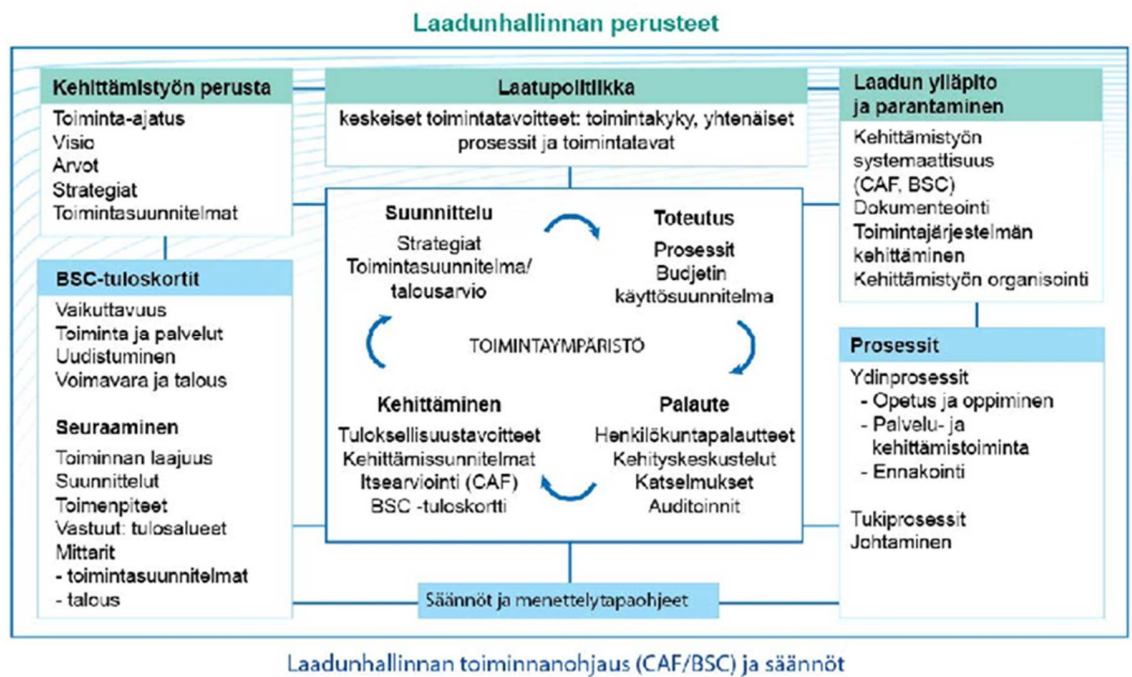 Laadunhallinnan perusteet
Kehittämistyön perusta
Toiminta-ajatus
Visio
Arvot
Strategiat
Toimintasuunnitelmat
BSC-tuloskortit
Vaikuttavuus
Toiminta ja palvelut
Uudistuminen
Voimavara ja talous
Seuraaminen
Toiminnan laajuus
Suunnittelut
Toimenpiteet
Vastuut: tulosalueet
Mittarit
- toimintasuunnitelmat
- talous
Laatupolitiikka
keskeiset toimintatavoitteet: toimintakyky, yhtenäiset
prosessit ja toimintatavat
Suunnittelu
Strategiat
Toimintasuunnitelma/
talousarvio
Toteutus
Prosessit
Budjetin
käyttösuunnitelma
TOIMINTAYMPÄRISTÖ
Kehittäminen
Tuloksellisuustavoitteet
Kehittämissunnitelmat
Itsearviointi (CAF)
BSC -tuloskortti
Palaute
Henkilökuntapalautteet
Kehityskeskustelut
Katselmukset
Auditoinnit
Säännöt ja menettelytapaohjeet
Laadun ylläpito
ja parantaminen
Kehittämistyön
systemaattisuus
(CAF, BSC)
Dokumenteointi
Toimintajärjestelmän
kehittäminen
Kehittämistyön organisointi
Prosessit
Ydinprosessit
- Opetus ja oppiminen
- Palvelu- ja
kehittämistoiminta
- Ennakointi
Tukiprosessit
Johtaminen
Laadunhallinnan toiminnanohjaus (CAF/BSC) ja säännöt